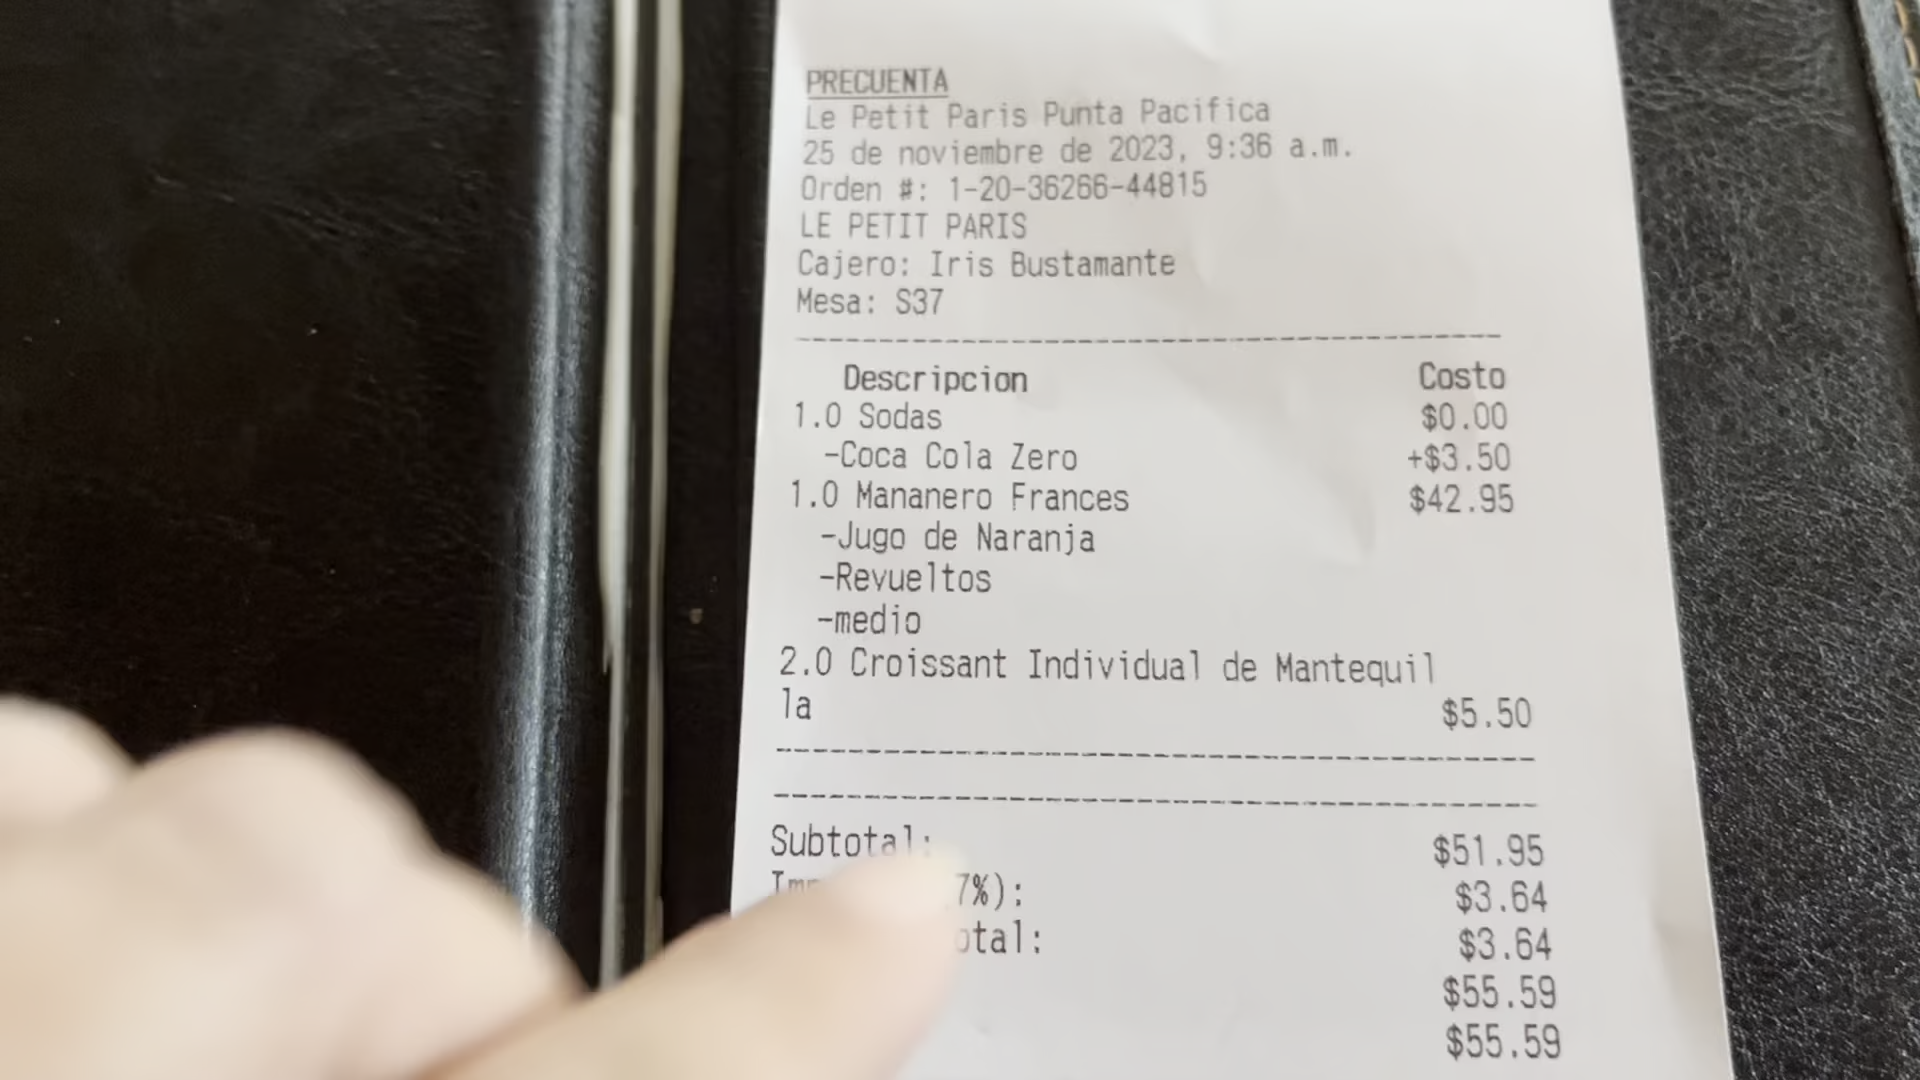 PRECUENTA
Le Petit Paris Punta Pacifica
25 de noviembre de 2023, 9:36 a.m.
Orden #: 1-20-36266-44815
LE PETIT PARIS
Cajero: Iris Bustamante
Mesa: S37
Descripcion Costo
1.0 Sodas $0.00
-Coca Cola Zero +$3.50
1.0 Mananero Frances $42.95
-Jugo de Naranja
-Revueltos
-medio
2.0 Croissant Individual de Mantequil
la $5.50
Subtotal: $51.95
7%): $3.64
$3.64
$55.59
$55.59